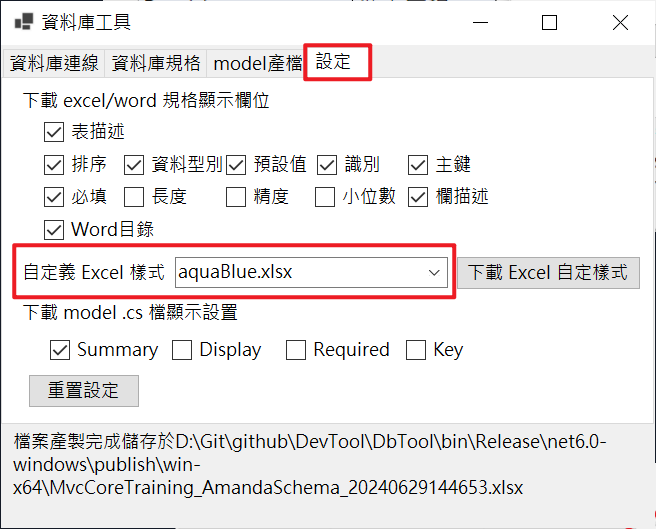 資料庫工具
資料庫連線 資料庫規格 model產檔 設定
下載 excel/word 規格顯示欄位
表描述
排序 資料型別 預設值 識別 主鍵
必填 長度 精度 小位數 欄描述
Word目錄
自定義 Excel 樣式 aquaBlue.xlsx 下載 Excel 自定樣式
下載 model .cs 檔顯示設置
Summary Display Required Key
重置設定
檔案產製完成儲存於D:\Git\github\DevTool\DbTool\bin\Release\net6.0-
windows\publish\win-
x64\MvcCoreTraining_AmandaSchema_20240629144653.xlsx